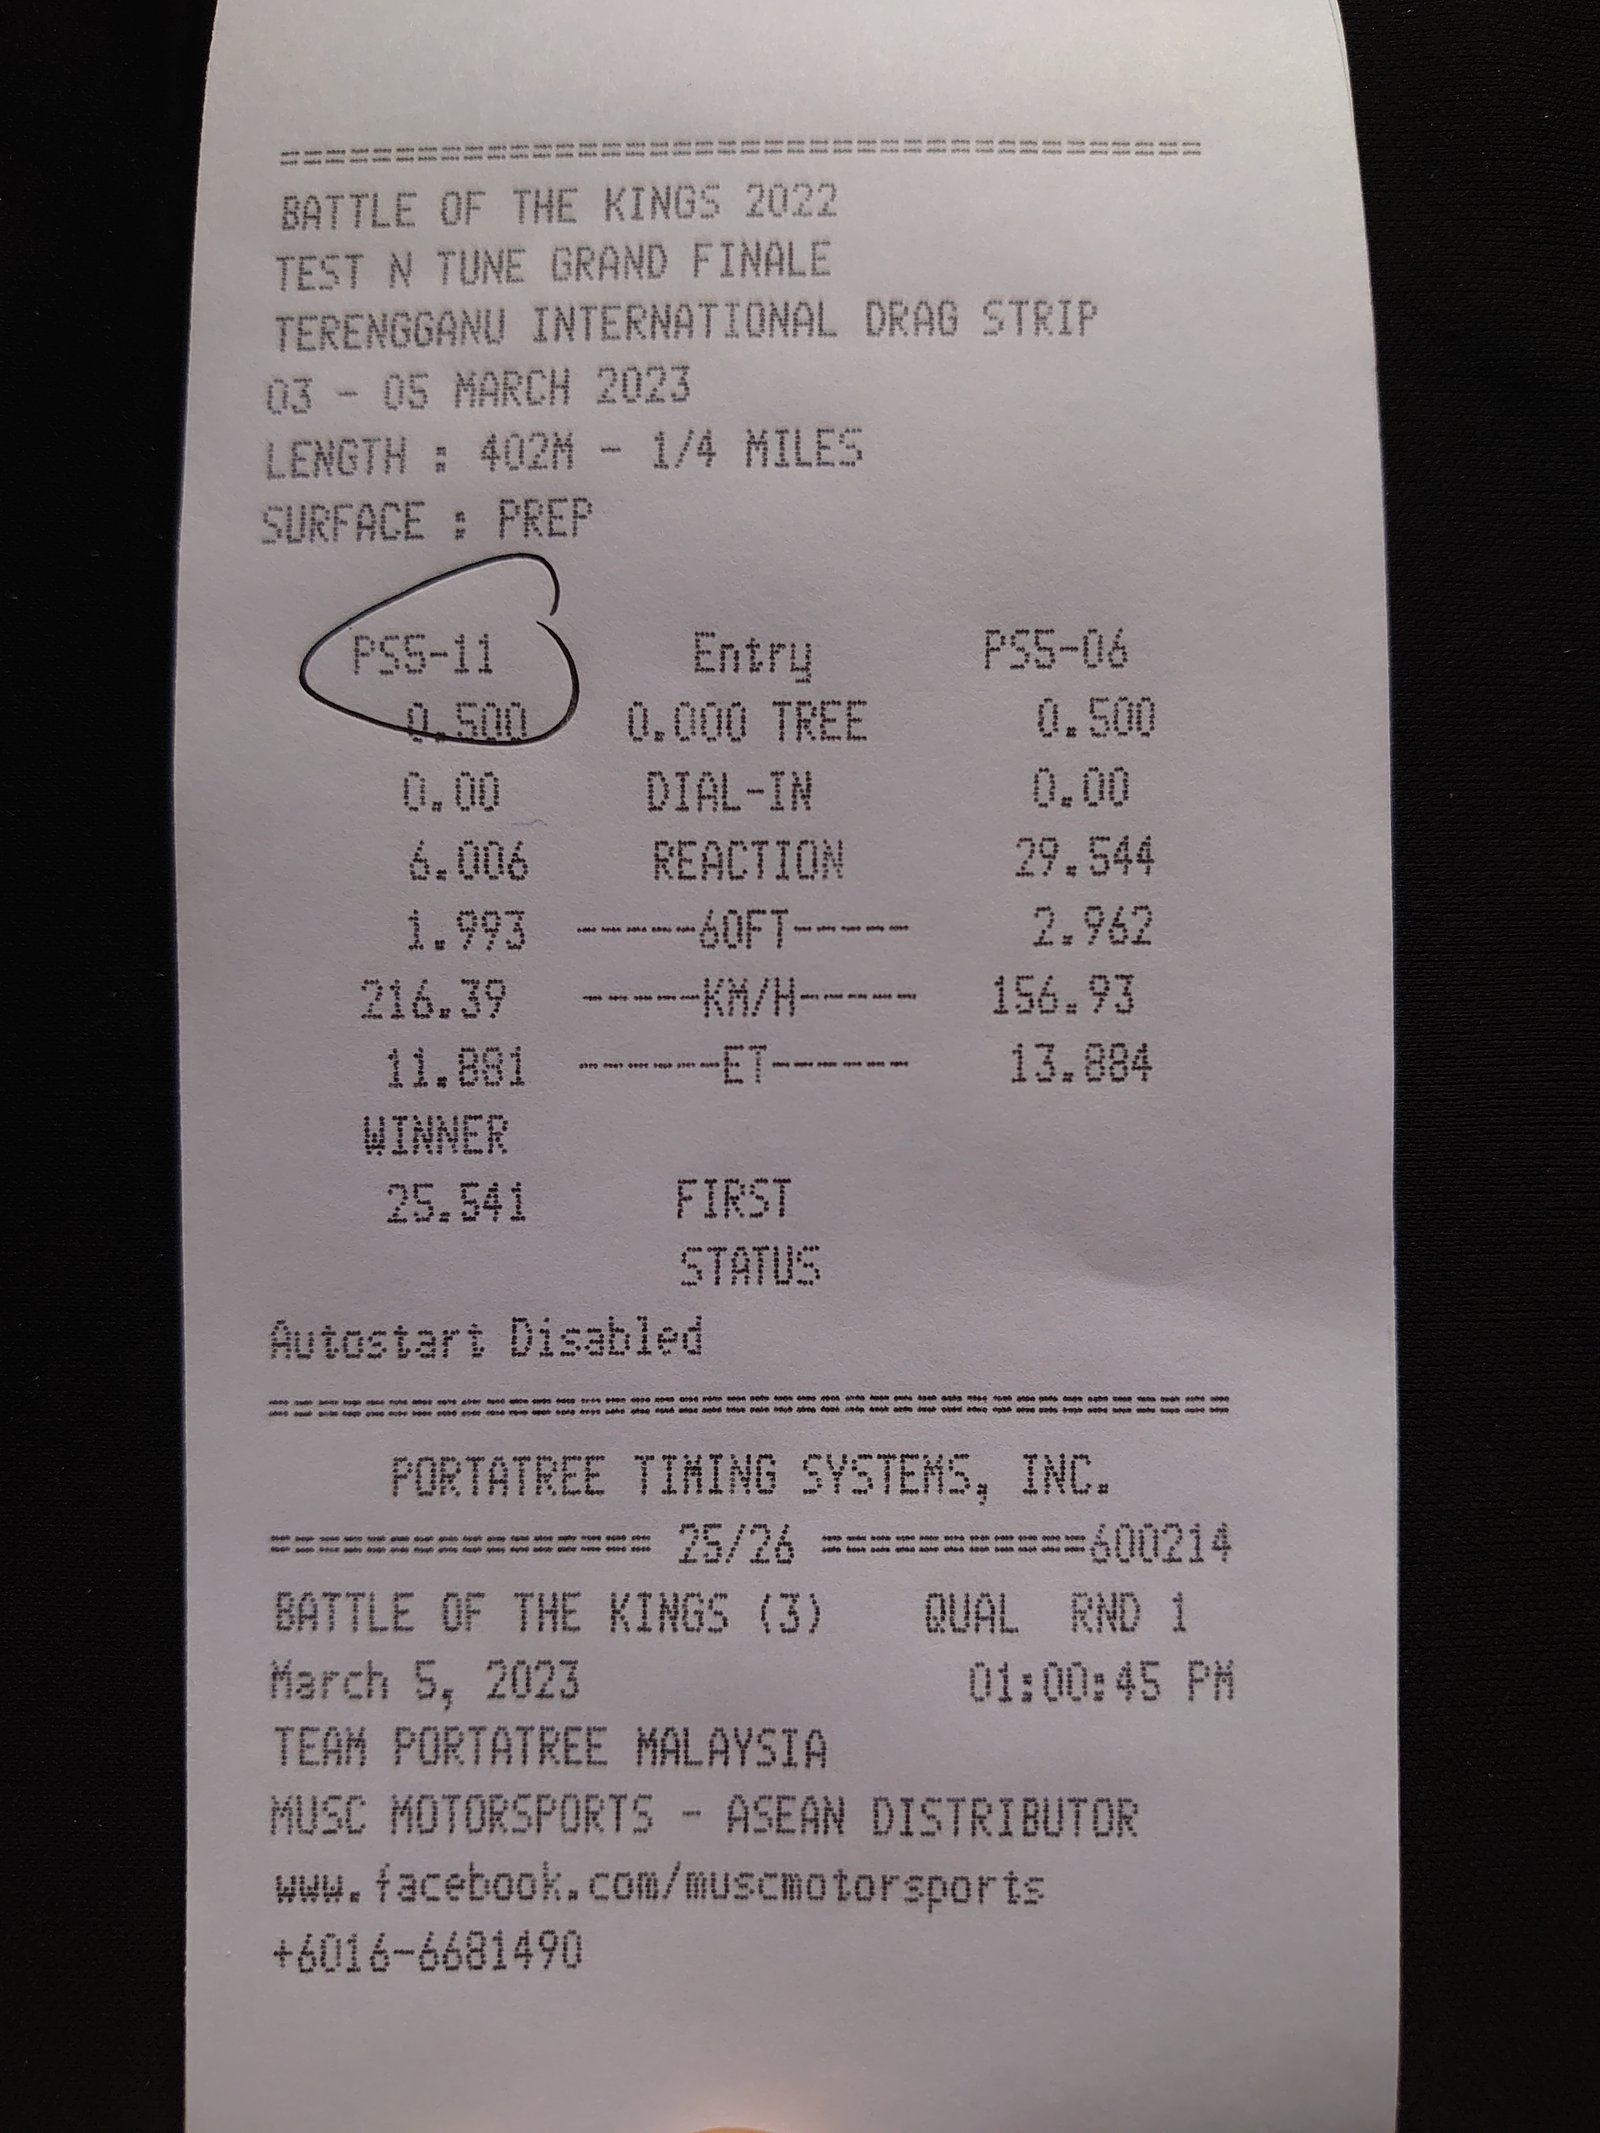 ========================================
BATTLE OF THE KINGS 2022
TEST N TUNE GRAND FINALE
TERENGGANU INTERNATIONAL DRAG STRIP
03 - 05 MARCH 2023
LENGTH : 402M - 1/4 MILES
SURFACE : PREP
PS5-11 Entry PS5-06
0.500 0.000 TREE 0.500
0.00 DIAL-IN 0.00
6.006 REACTION 29.544
1.993 -----60FT----- 2.962
216.39 -----KM/H----- 156.93
11.881 ------ET------ 13.884
WINNER
25.541 FIRST
STATUS
Autostart Disabled
========================================
PORTATREE TIMING SYSTEMS, INC.
================ 25/26 ===========600214
BATTLE OF THE KINGS (3) QUAL RND 1
March 5, 2023 01:00:45 PM
TEAM PORTATREE MALAYSIA
MUSC MOTORSPORTS - ASEAN DISTRIBUTOR
www.facebook.com/muscmotorsports
+6016-6681490